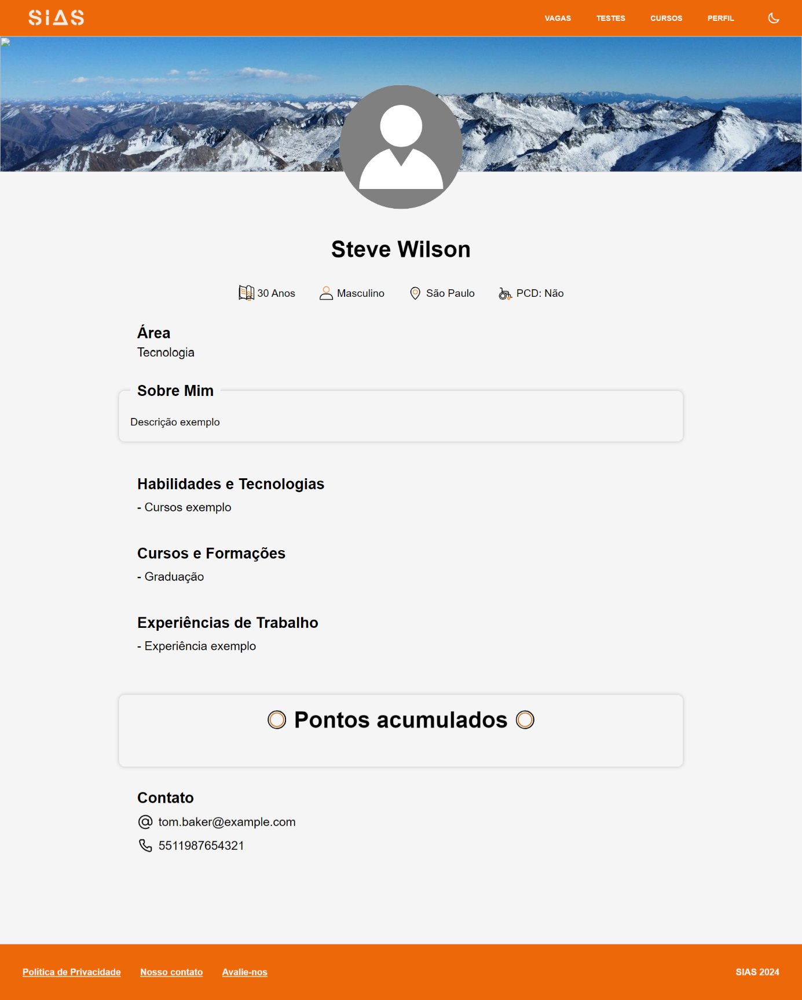 SIAS
VAGAS TESTES CURSOS PERFIL
Steve Wilson
30 Anos Masculino São Paulo PCD: Não
Área
Tecnologia
Sobre Mim
Descrição exemplo
Habilidades e Tecnologias
- Cursos exemplo
Cursos e Formações
- Graduação
Experiências de Trabalho
- Experiência exemplo
Pontos acumulados
Contato
tom.baker@example.com
5511987654321
Política de Privacidade Nosso contato Avalie-nos SIAS 2024